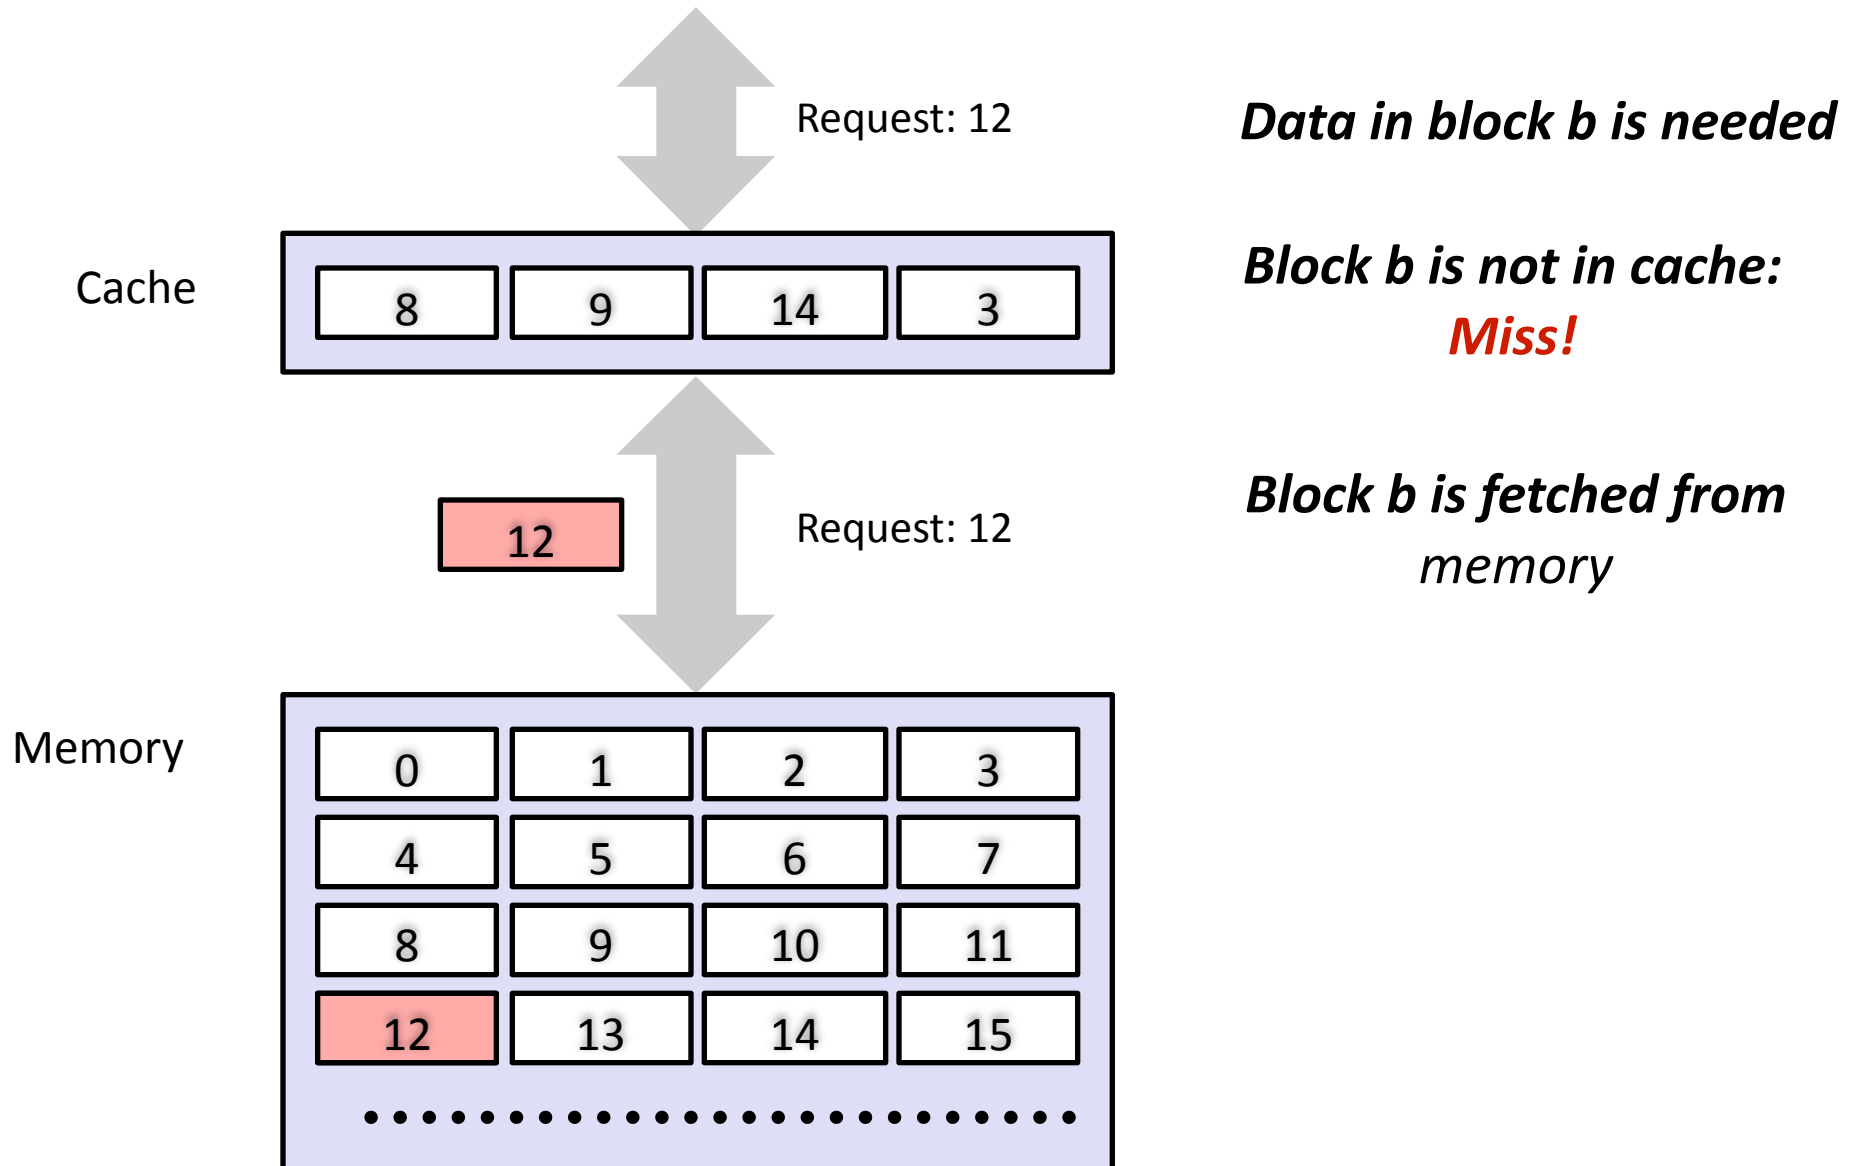 Request: 12
Data in block b is needed
Cache
8 9 14 3
Block b is not in cache:
Miss!
12
Request: 12
Block b is fetched from
memory
Memory
0 1 2 3
4 5 6 7
8 9 10 11
12 13 14 15